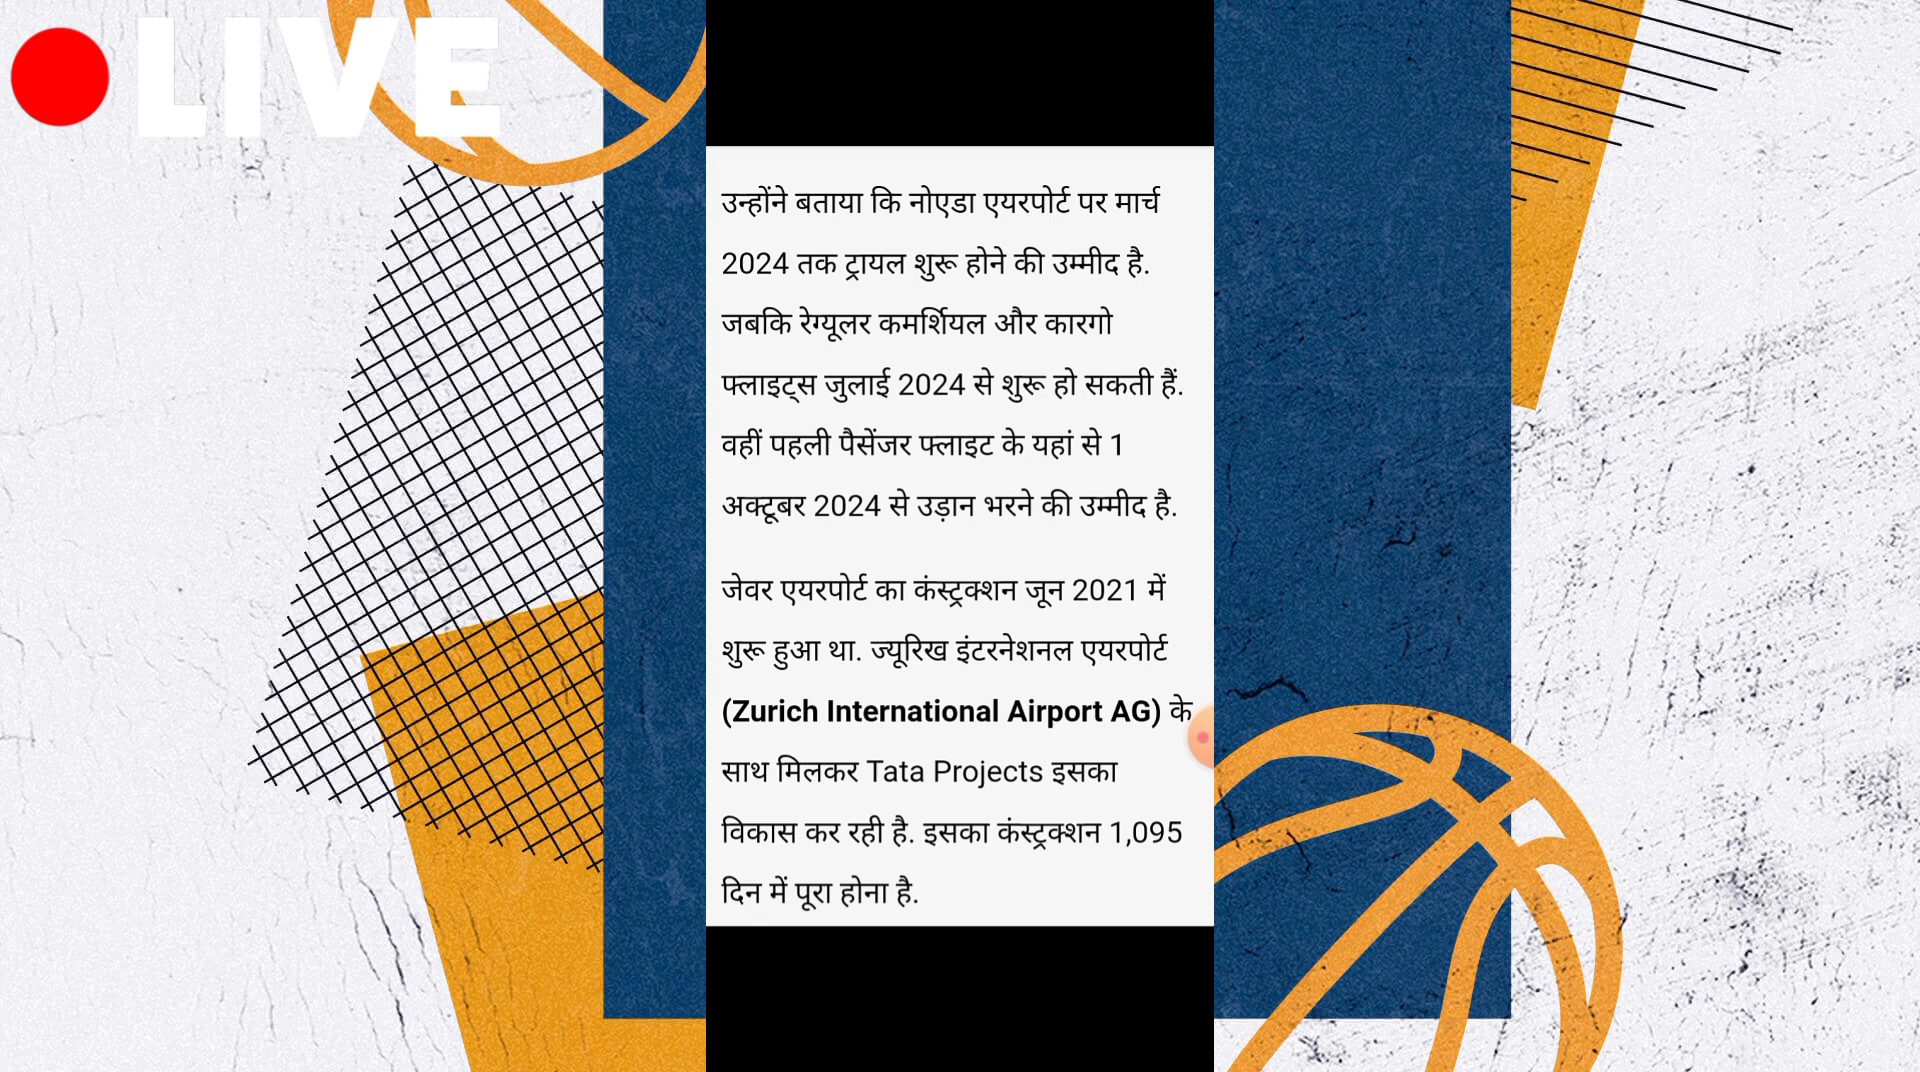 LIVE
उन्होंने बताया कि नोएडा एयरपोर्ट पर मार्च
2024 तक ट्रायल शुरू होने की उम्मीद है.
जबकि रेग्यूलर कमर्शियल और कारगो
फ्लाइट्स जुलाई 2024 से शुरू हो सकती हैं.
वहीं पहली पैसेंजर फ्लाइट के यहां से 1
अक्टूबर 2024 से उड़ान भरने की उम्मीद है.
जेवर एयरपोर्ट का कंस्ट्रक्शन जून 2021 में
शुरू हुआ था. ज्यूरिख इंटरनेशनल एयरपोर्ट
(Zurich International Airport AG) के
साथ मिलकर Tata Projects इसका
विकास कर रही है. इसका कंस्ट्रक्शन 1,095
दिन में पूरा होना है.